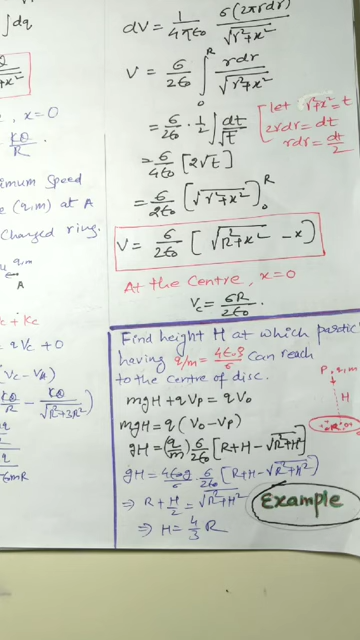 ∫dq
dV = 1/4πε₀ σ(2πrdr)/√(r²+x²)
V = σ/2ε₀ ∫₀ᴿ rdr/√(r²+x²)
= σ/2ε₀ · 1/2 ∫ dt/√t
[let √r²+x² = t
2rdr = dt
rdr = dt/2
= σ/4ε₀ [2√t]
= σ/2ε₀ [√r²+x²]₀ᴿ
V = σ/2ε₀ [√R²+x² - x)
At the Centre, x=0
Vc = σR/2ε₀.
, x=0
KQ/R.
imum Speed
(q,m) at A
Charged ring.
q,m
A
+ Kc
qVc + 0
(Vc - VA)
KQ/R - KQ/√R²+3R²]
Find height H at which partic
having q/m = 4ε₀g/σ can reach
to the centre of disc.
P, q, m
H
mgH + qVp = qV₀
mgH = q(V₀ - Vp)
gH = (q/m) σ/2ε₀ [R+H - √R²+H²]
gH = 4ε₀g/σ · σ/2ε₀ [R+H - √R²+H²]
⇒ R + H/2 = √R²+H²
⇒ H = 4/3 R
Example